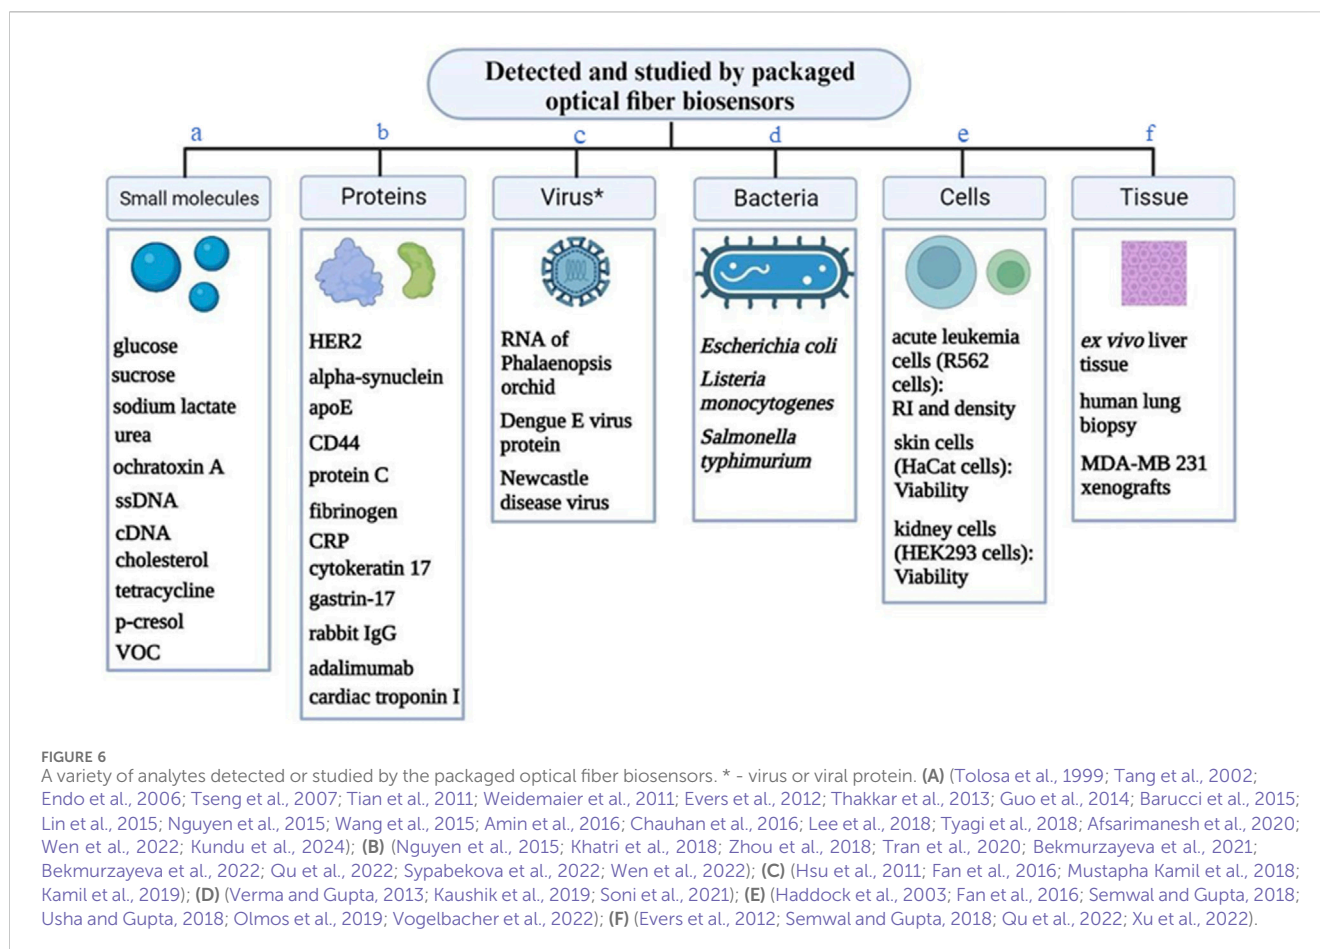 Detected and studied by packaged
optical fiber biosensors
a
b
c
d
e
f
Small molecules
Proteins
Virus*
Bacteria
Cells
Tissue
glucose
sucrose
sodium lactate
urea
ochratoxin A
ssDNA
cDNA
cholesterol
tetracycline
p-cresol
VOC
HER2
alpha-synuclein
apoE
CD44
protein C
fibrinogen
CRP
cytokeratin 17
gastrin-17
rabbit IgG
adalimumab
cardiac troponin I
RNA of
Phalaenopsis
orchid
Dengue E virus
protein
Newcastle
disease virus
Escherichia coli
Listeria
monocytogenes
Salmonella
typhimurium
acute leukemia
cells (R562
cells):
RI and density
skin cells
(HaCat cells):
Viability
kidney cells
(HEK293 cells):
Viability
ex vivo liver
tissue
human lung
biopsy
MDA-MB 231
xenografts
FIGURE 6
A variety of analytes detected or studied by the packaged optical fiber biosensors. * - virus or viral protein. (A) (Tolosa et al., 1999; Tang et al., 2002;
Endo et al., 2006; Tseng et al., 2007; Tian et al., 2011; Weidemaier et al., 2011; Evers et al., 2012; Thakkar et al., 2013; Guo et al., 2014; Barucci et al., 2015;
Lin et al., 2015; Nguyen et al., 2015; Wang et al., 2015; Amin et al., 2016; Chauhan et al., 2016; Lee et al., 2018; Tyagi et al., 2018; Afsarimanesh et al., 2020;
Wen et al., 2022; Kundu et al., 2024); (B) (Nguyen et al., 2015; Khatri et al., 2018; Zhou et al., 2018; Tran et al., 2020; Bekmurzayeva et al., 2021;
Bekmurzayeva et al., 2022; Qu et al., 2022; Sypabekova et al., 2022; Wen et al., 2022); (C) (Hsu et al., 2011; Fan et al., 2016; Mustapha Kamil et al., 2018;
Kamil et al., 2019); (D) (Verma and Gupta, 2013; Kaushik et al., 2019; Soni et al., 2021); (E) (Haddock et al., 2003; Fan et al., 2016; Semwal and Gupta, 2018;
Usha and Gupta, 2018; Olmos et al., 2019; Vogelbacher et al., 2022); (F) (Evers et al., 2012; Semwal and Gupta, 2018; Qu et al., 2022; Xu et al., 2022).